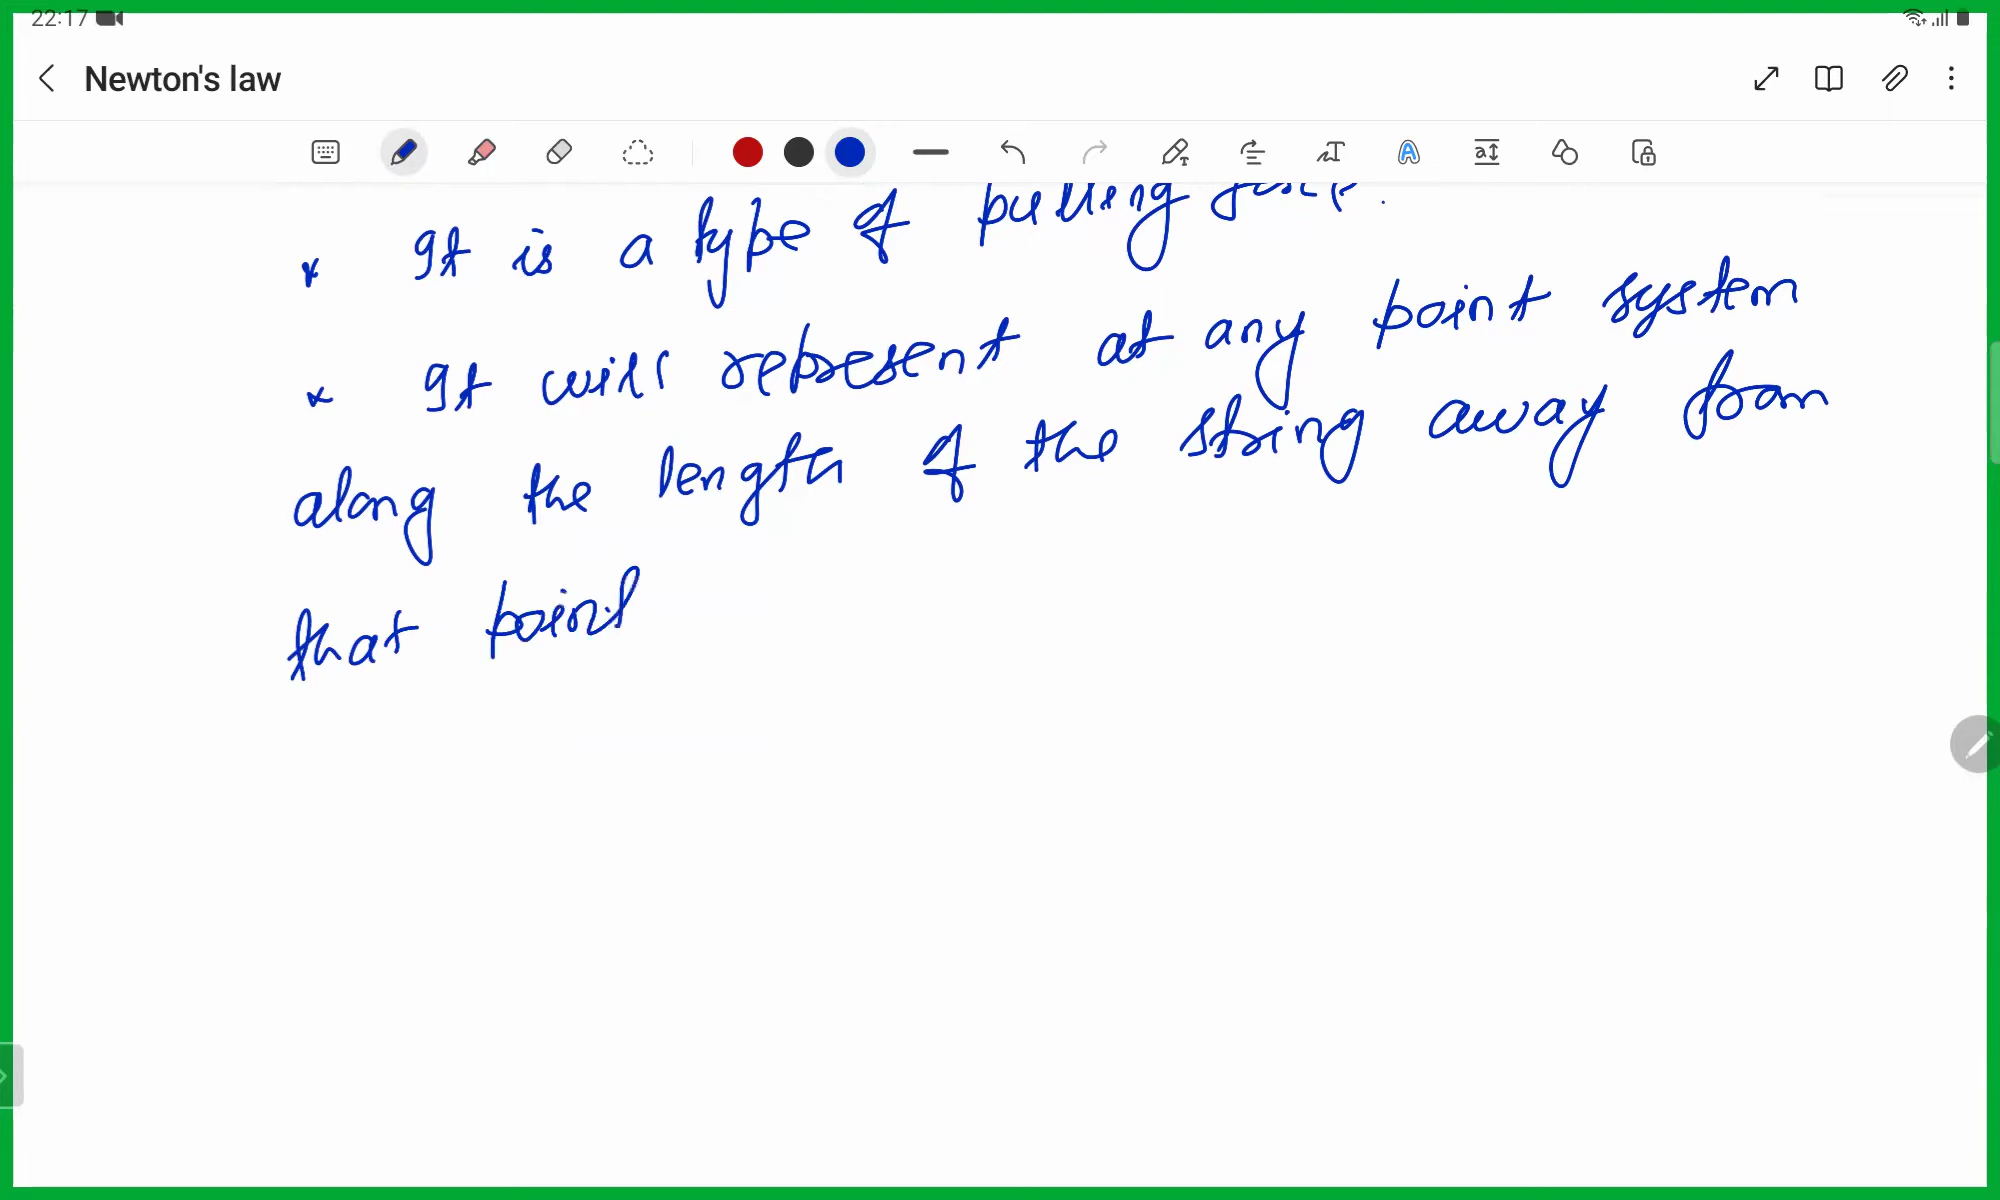 22:17
Newton's law
* It is a type of pulling force.
* It will represent at any point system
along the length of the string away from
that point